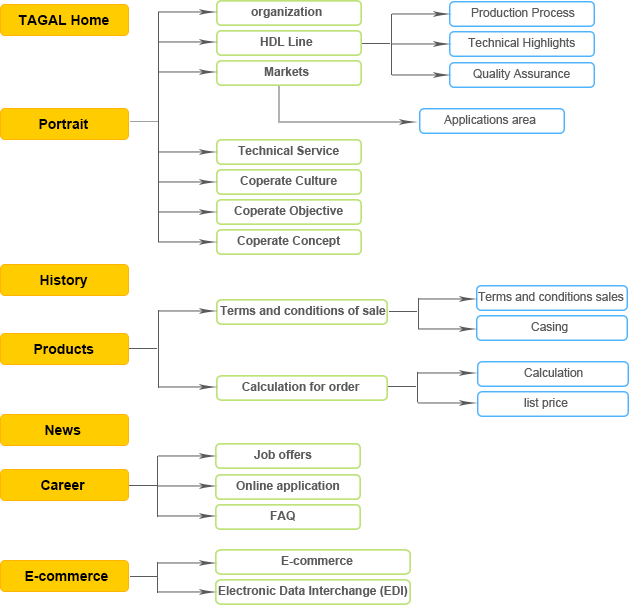 TAGAL Home
organization
Production Process
HDL Line
Technical Highlights
Markets
Quality Assurance
Portrait
Applications area
Technical Service
Coperate Culture
Coperate Objective
Coperate Concept
History
Terms and conditions of sale
Terms and conditions sales
Casing
Products
Calculation for order
Calculation
list price
News
Job offers
Career
Online application
FAQ
E-commerce
E-commerce
Electronic Data Interchange (EDI)